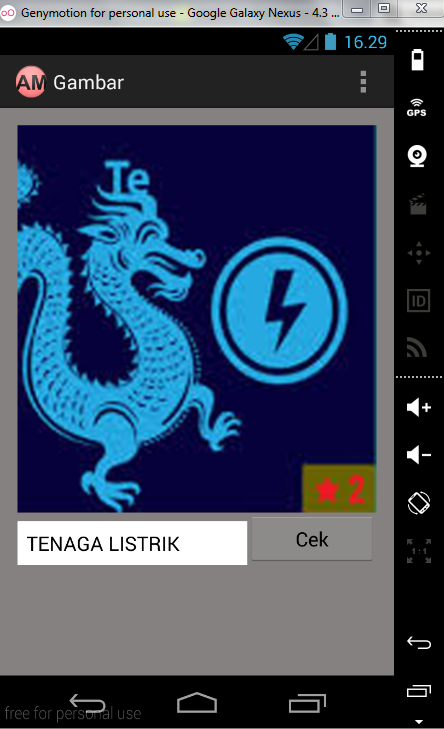 Genymotion for personal use - Google Galaxy Nexus - 4.3 ...
16.29
AM Gambar
GPS
Te
ID
2
TENAGA LISTRIK
Cek
1:1
free for personal use